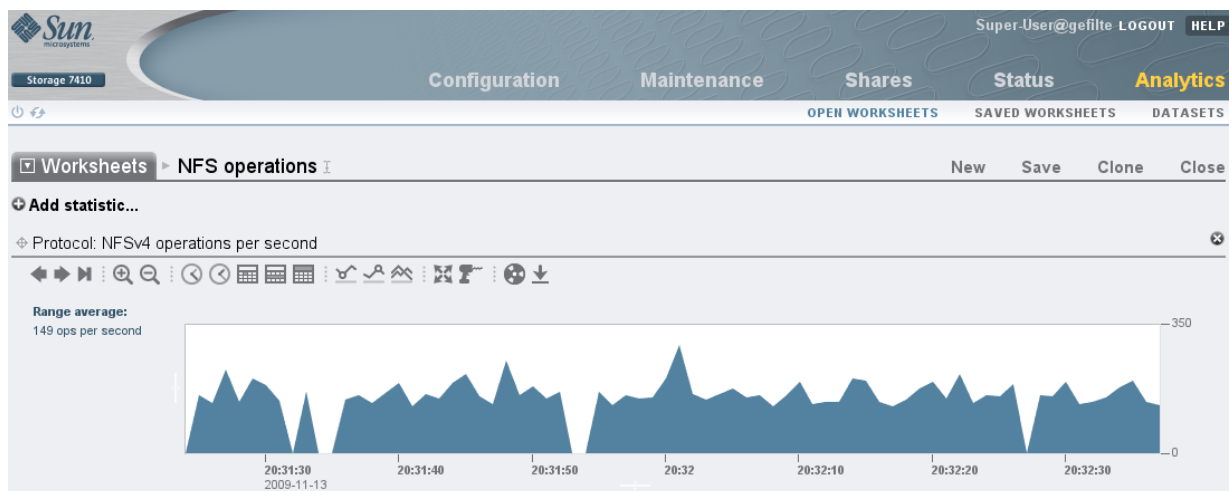 Sun
microsystems
Super-User@gefilte LOGOUT HELP
Storage 7410
Configuration Maintenance Shares Status Analytics
OPEN WORKSHEETS SAVED WORKSHEETS DATASETS
Worksheets NFS operations
New Save Clone Close
Add statistic...
Protocol: NFSv4 operations per second
Range average:
149 ops per second
350
0
20:31:30 20:31:40 20:31:50 20:32 20:32:10 20:32:20 20:32:30
2009-11-13